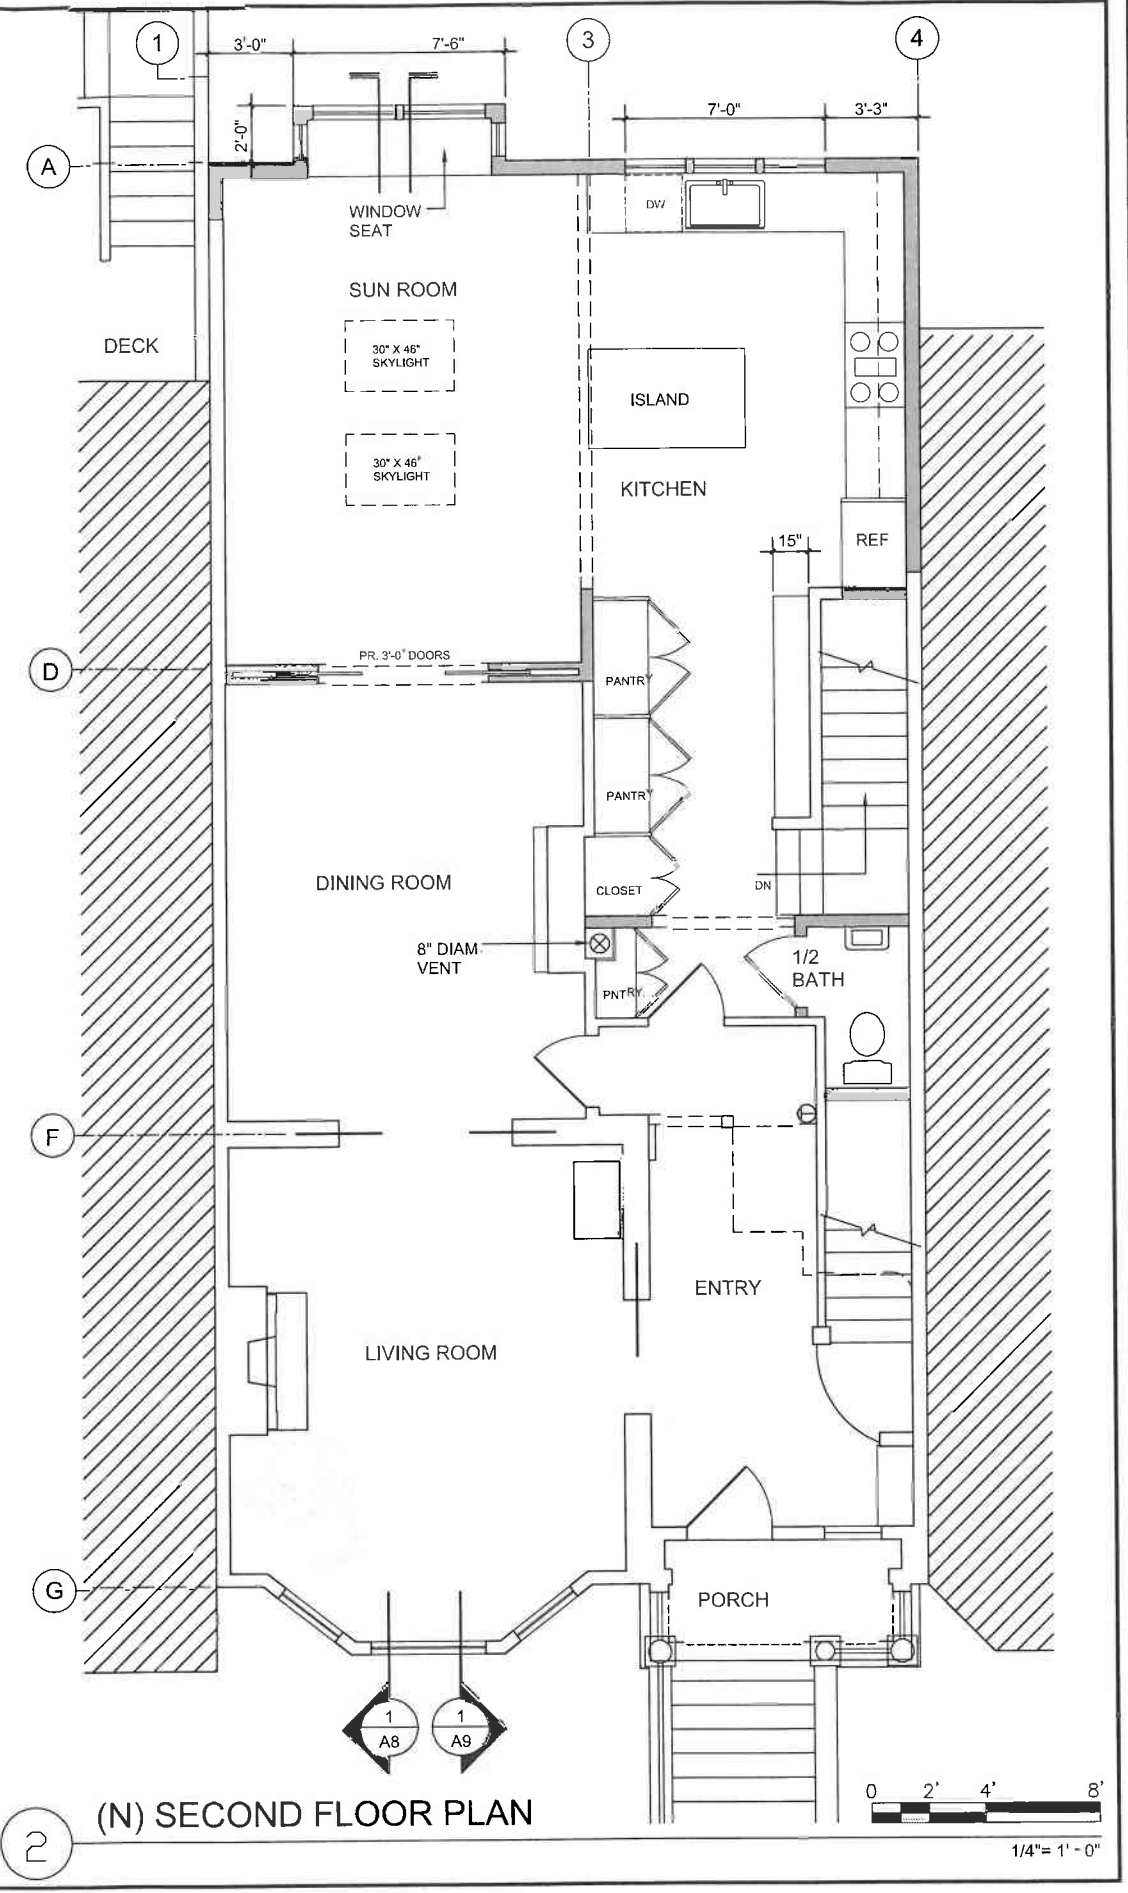 1
3
4
3'-0"
7'-6"
7'-0"
3'-3"
2'-0"
A
DW
WINDOW
SEAT
SUN ROOM
DECK
30" X 46"
SKYLIGHT
ISLAND
30" X 46"
SKYLIGHT
KITCHEN
15"
REF
D
PR. 3'-0" DOORS
PANTRY
PANTRY
DINING ROOM
CLOSET
DN
8" DIAM.
VENT
1/2
BATH
PNTRY.
F
ENTRY
LIVING ROOM
G
PORCH
1
A8
1
A9
(N) SECOND FLOOR PLAN
2
0 2' 4' 8'
1/4"= 1' - 0"